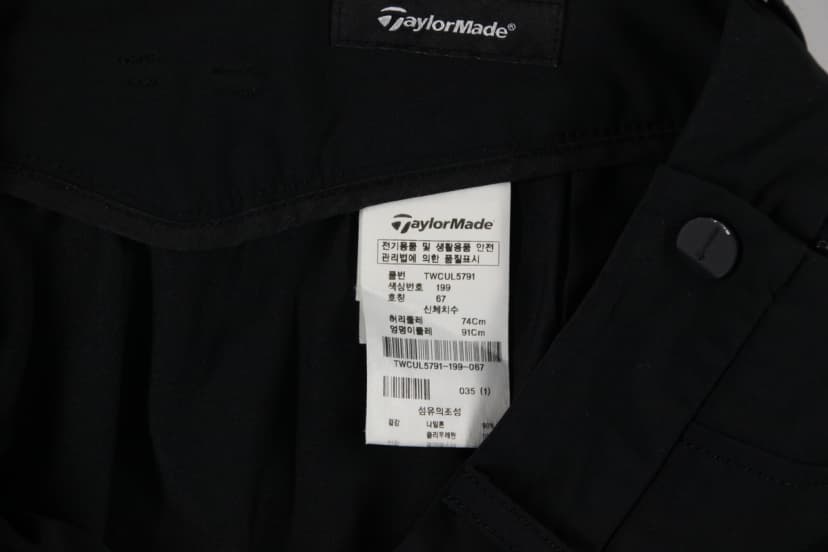 TaylorMade®
TaylorMade
전기용품 및 생활용품 안전
관리법에 의한 품질표시
품번 TWCUL5791
색상번호 199
호칭 67
신체치수
허리둘레 74Cm
엉덩이둘레 91Cm
TWCUL5791-199-067
035 (1)
섬유의조성
겉감 나일론 90%
폴리우레탄